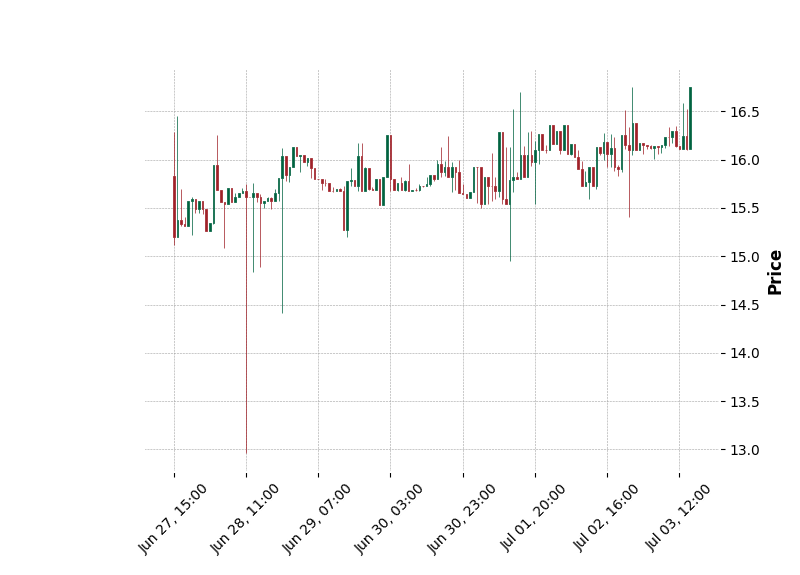 16.5
16.0
15.5
15.0
14.5
14.0
13.5
13.0
Price
Jun 27, 15:00
Jun 28, 11:00
Jun 29, 07:00
Jun 30, 03:00
Jun 30, 23:00
Jul 01, 20:00
Jul 02, 16:00
Jul 03, 12:00